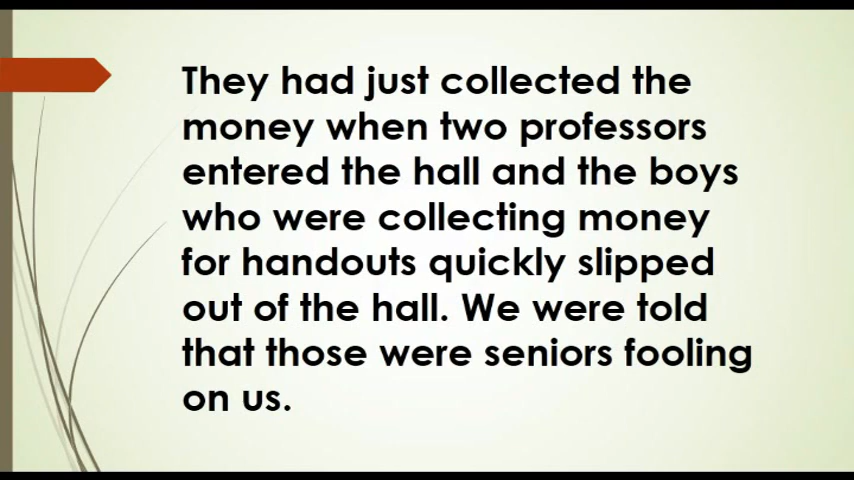 They had just collected the
money when two professors
entered the hall and the boys
who were collecting money
for handouts quickly slipped
out of the hall. We were told
that those were seniors fooling
on us.